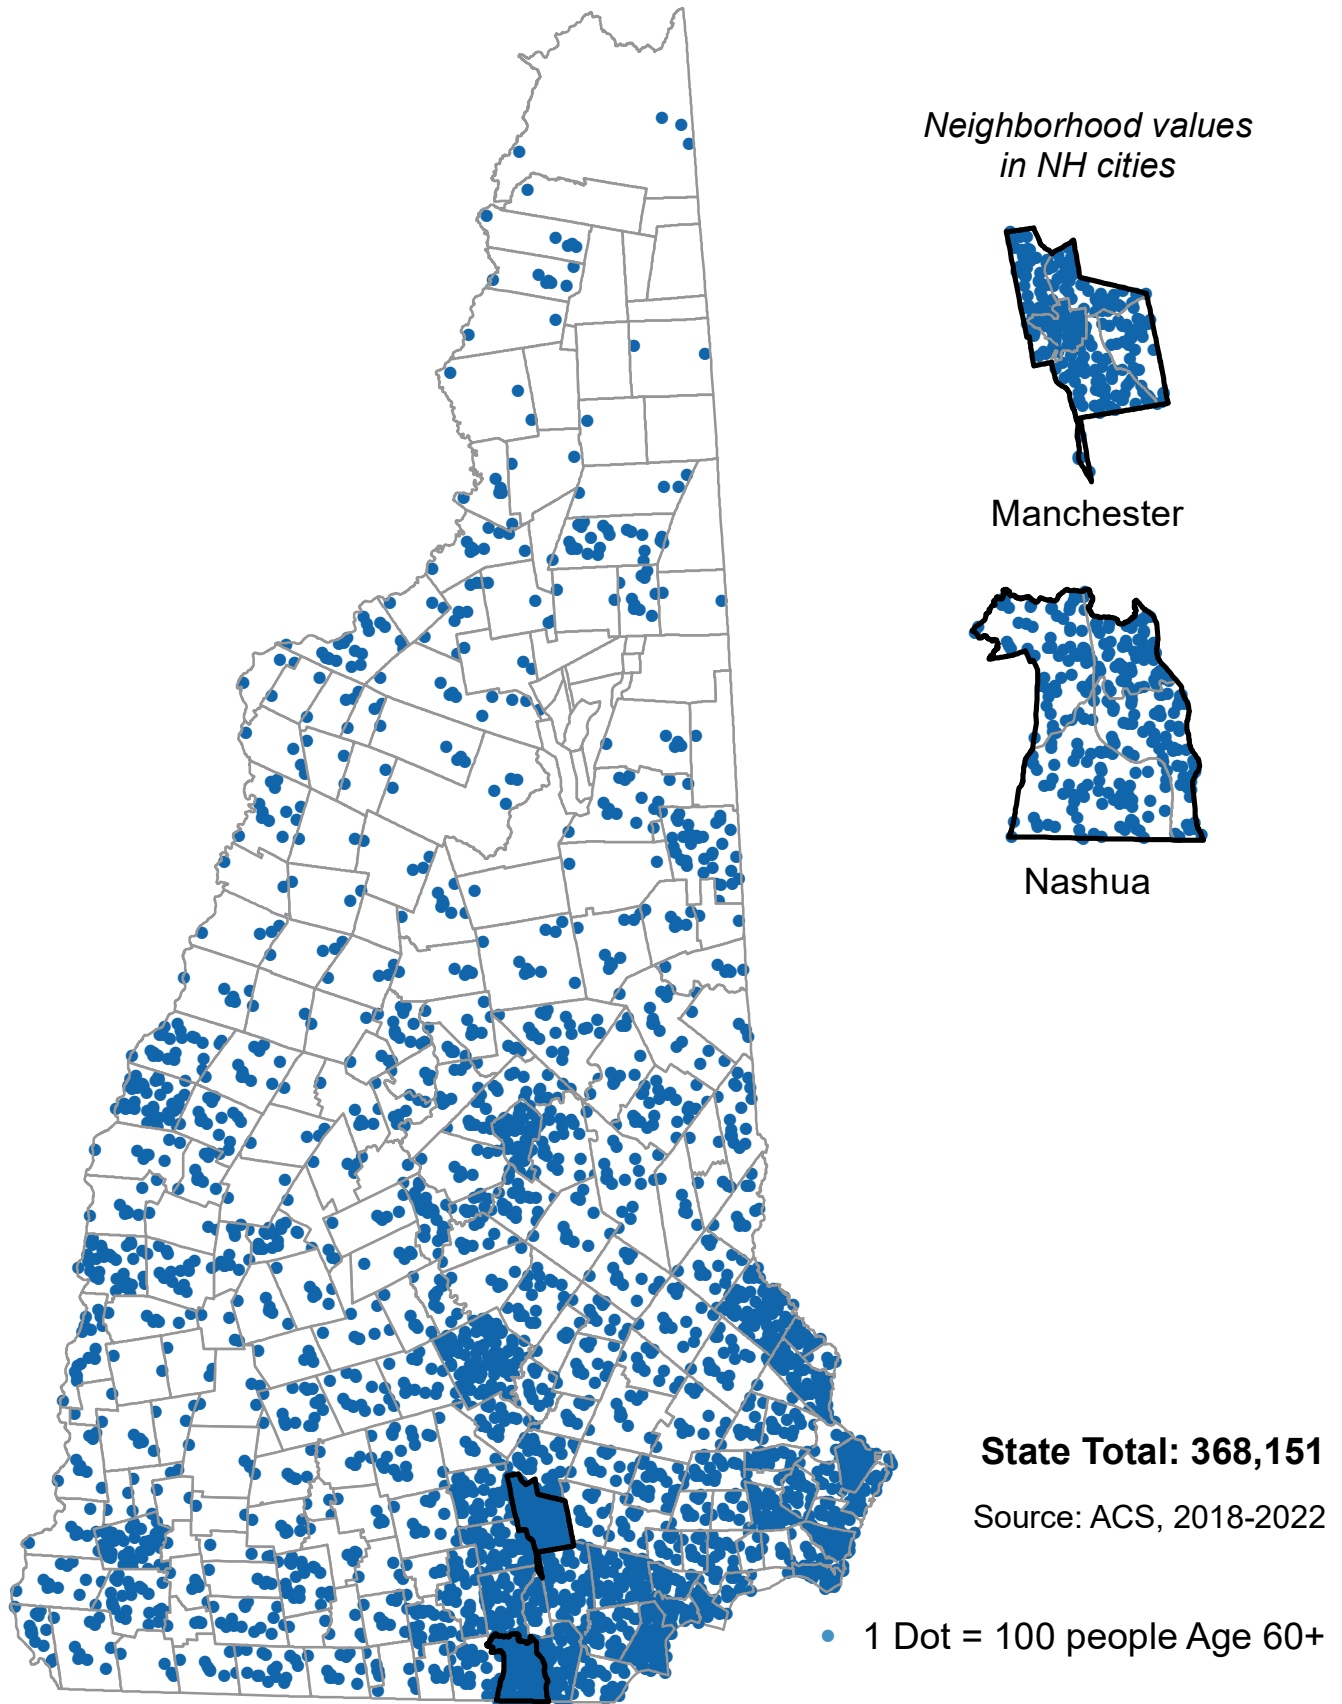 Neighborhood values
in NH cities
Manchester
Nashua
State Total: 368,151
Source: ACS, 2018-2022
1 Dot = 100 people Age 60+